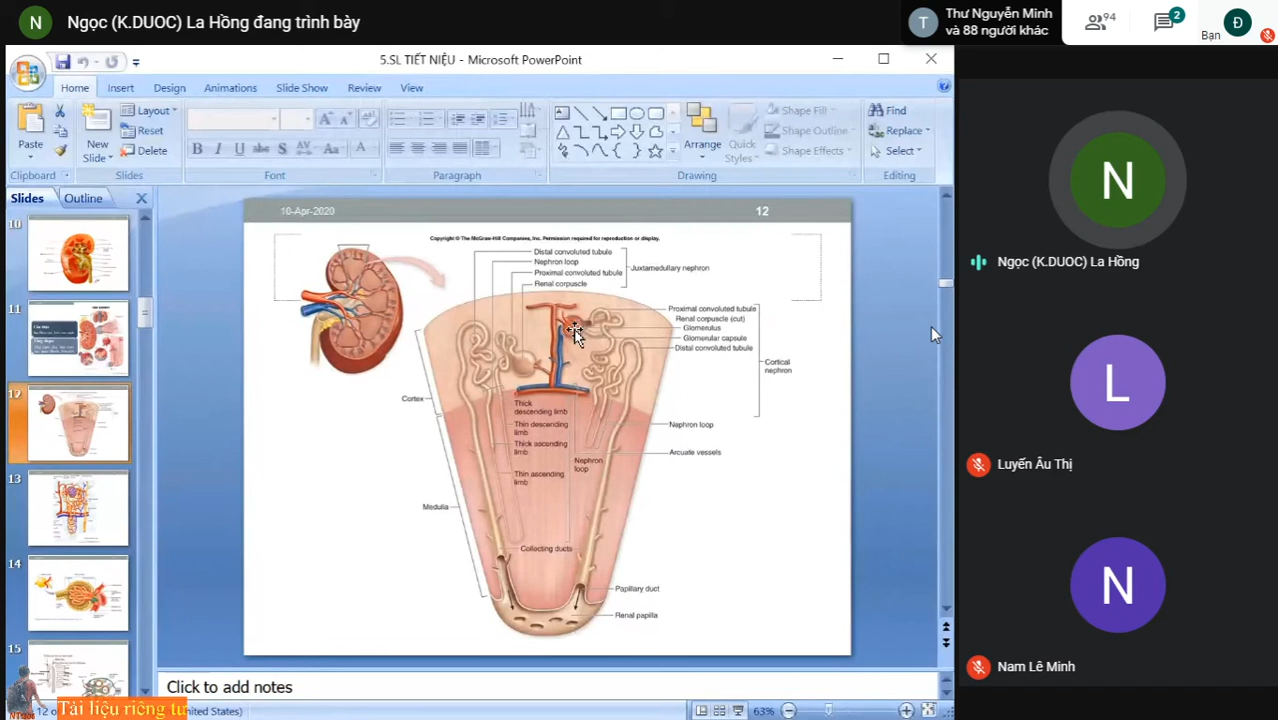 N
Ngọc (K.DUOC) La Hồng đang trình bày
T
Thư Nguyễn Minh
và 88 người khác
94
2
Bạn
Đ
5.SL TIẾT NIỆU - Microsoft PowerPoint
Home
Insert
Design
Animations
Slide Show
Review
View
Paste
Clipboard
New
Slide
Layout
Reset
Delete
Slides
B I U abc S AV Aa A
Font
Paragraph
Arrange
Quick
Styles
Shape Fill
Shape Outline
Shape Effects
Drawing
Find
Replace
Select
Editing
Slides
Outline
10
11
12
13
14
15
10-Apr-2020
12
Copyright © The McGraw-Hill Companies, Inc. Permission required for reproduction or display.
Distal convoluted tubule
Nephron loop
Proximal convoluted tubule
Renal corpuscle
Juxtamedullary nephron
Proximal convoluted tubule
Renal corpuscle (cut)
Glomerulus
Glomerular capsule
Distal convoluted tubule
Cortical
nephron
Cortex
Thick
descending limb
Thin descending
limb
Thick ascending
limb
Thin ascending
limb
Nephron
loop
Nephron loop
Arcuate vessels
Medulla
Collecting ducts
Papillary duct
Renal papilla
Click to add notes
Tài liệu riêng tư
63%
N
Ngọc (K.DUOC) La Hồng
L
Luyến Âu Thị
N
Nam Lê Minh